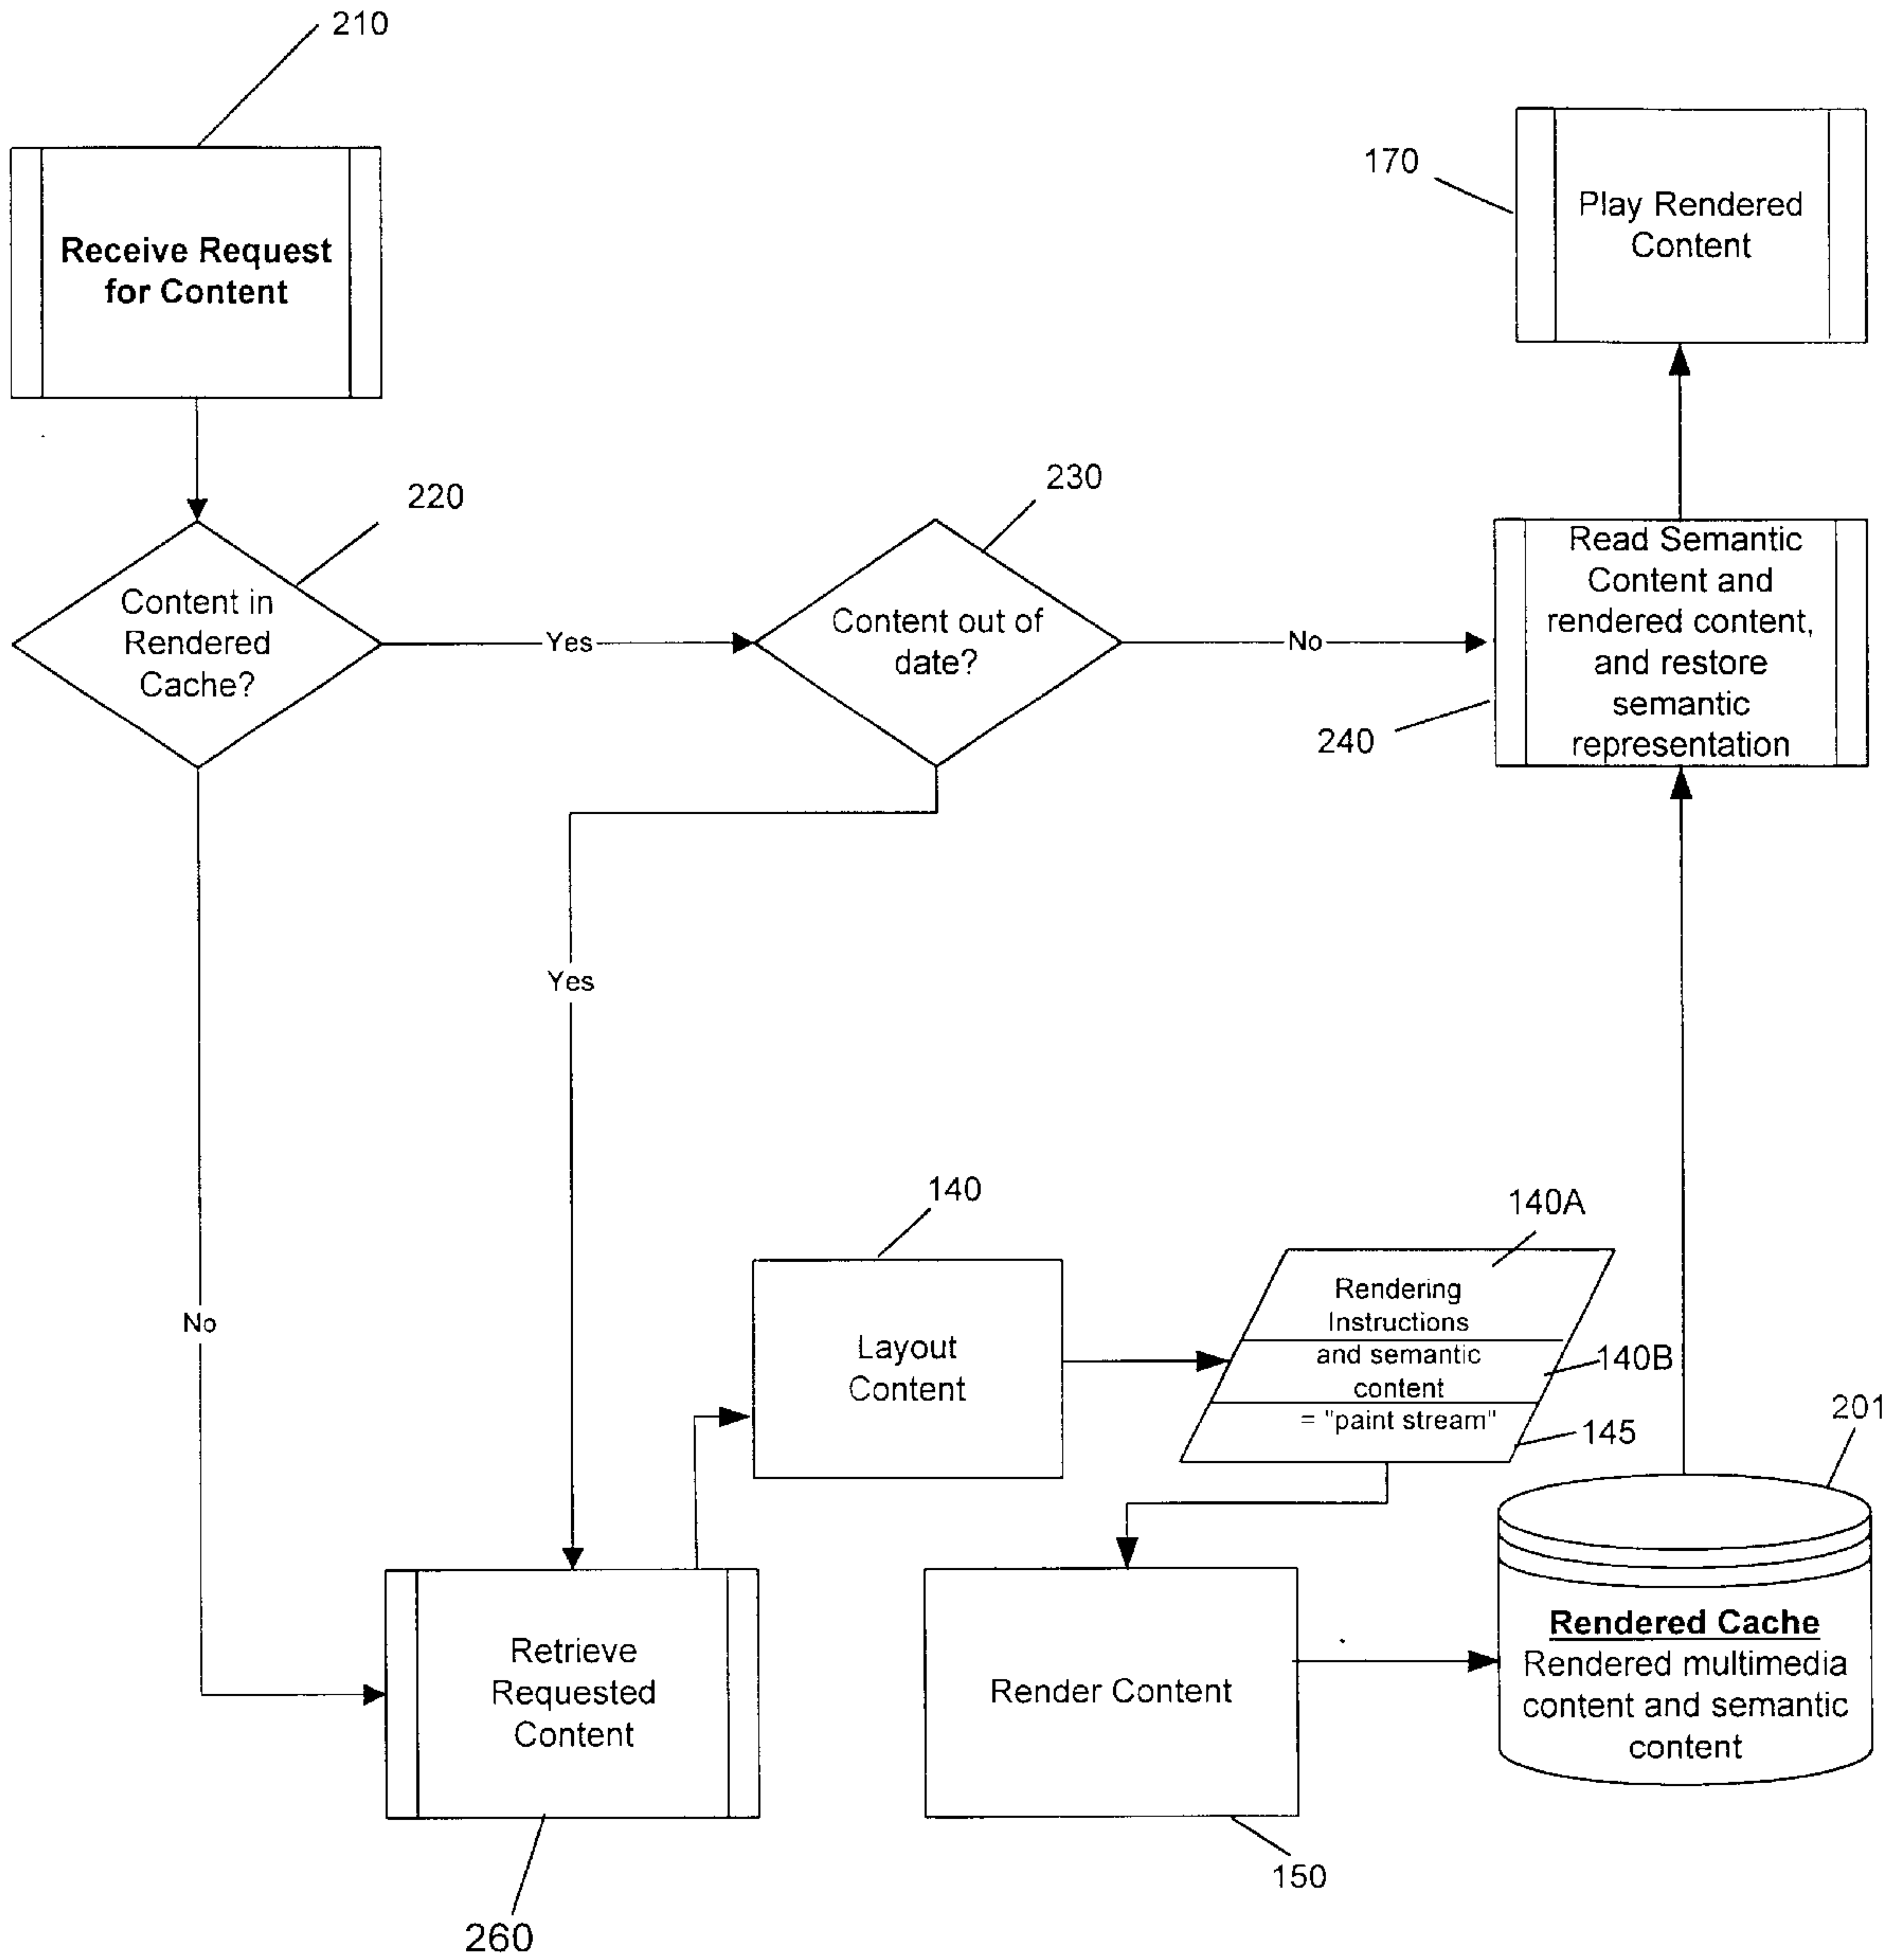 210
Receive Request
for Content
170
Play Rendered
Content
220
Content in
Rendered
Cache?
Yes
230
Content out of
date?
No
Read Semantic
Content and
rendered content,
and restore
semantic
representation
240
Yes
No
140
Layout
Content
140A
Rendering
Instructions
and semantic
content
140B
= "paint stream"
145
201
Retrieve
Requested
Content
260
Render Content
150
Rendered Cache
Rendered multimedia
content and semantic
content